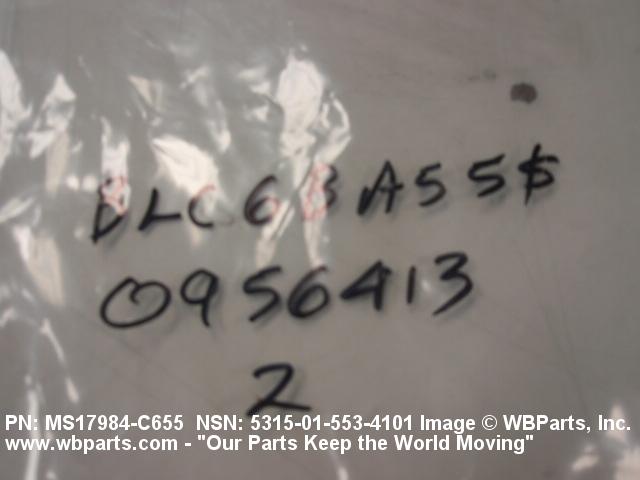 BLC6BA55S
0956413
2
PN: MS17984-C655 NSN: 5315-01-553-4101 Image © WBParts, Inc.
www.wbparts.com - "Our Parts Keep the World Moving"